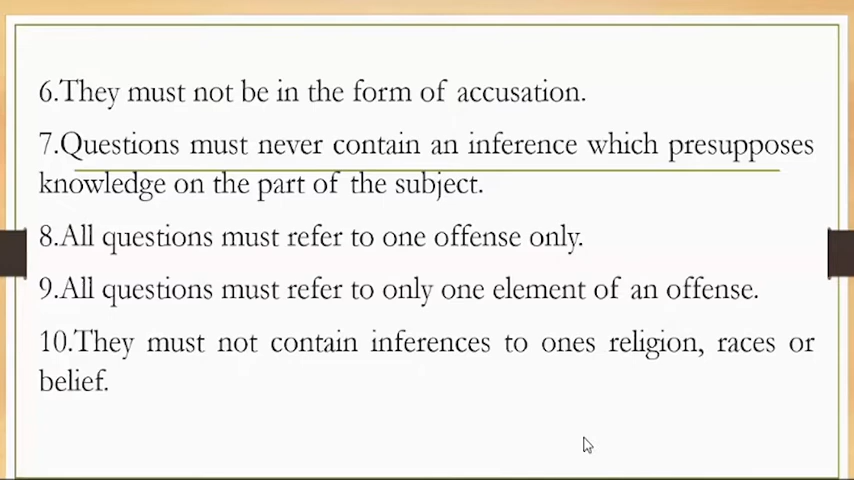 6.They must not be in the form of accusation.
7.Questions must never contain an inference which presupposes
knowledge on the part of the subject.
8.All questions must refer to one offense only.
9.All questions must refer to only one element of an offense.
10.They must not contain inferences to ones religion, races or
belief.